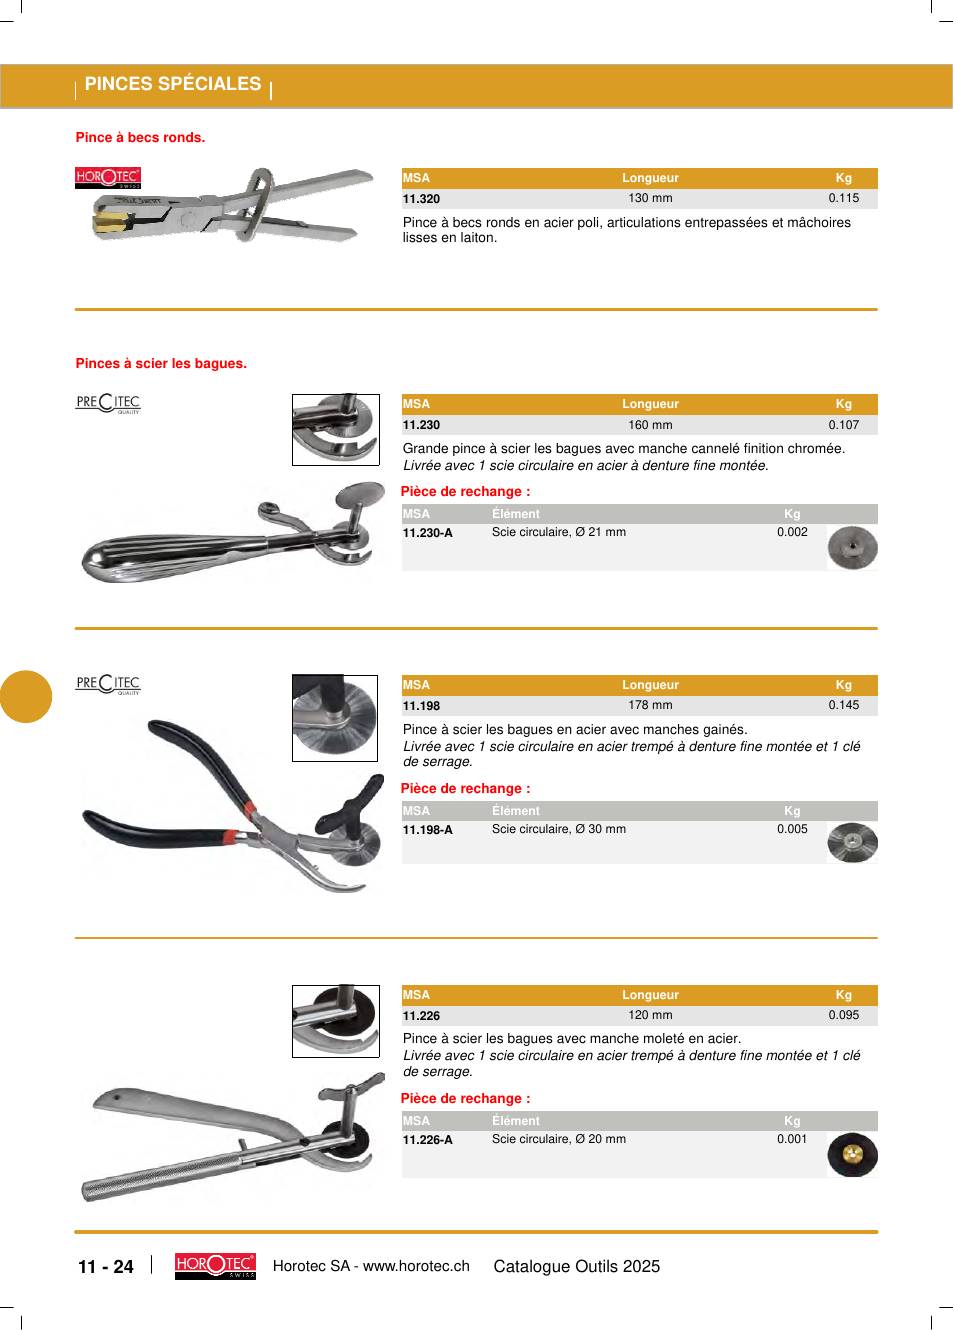 PINCES SPÉCIALES
Pince à becs ronds.
HOROTEC®
SWISS
MSA Longueur Kg
11.320 130 mm 0.115
Pince à becs ronds en acier poli, articulations entrepassées et mâchoires
lisses en laiton.
Pinces à scier les bagues.
PRECITEC
QUALITY
MSA Longueur Kg
11.230 160 mm 0.107
Grande pince à scier les bagues avec manche cannelé finition chromée.
Livrée avec 1 scie circulaire en acier à denture fine montée.
Pièce de rechange :
MSA Élément Kg
11.230-A Scie circulaire, Ø 21 mm 0.002
PRECITEC
QUALITY
MSA Longueur Kg
11.198 178 mm 0.145
Pince à scier les bagues en acier avec manches gainés.
Livrée avec 1 scie circulaire en acier trempé à denture fine montée et 1 clé
de serrage.
Pièce de rechange :
MSA Élément Kg
11.198-A Scie circulaire, Ø 30 mm 0.005
MSA Longueur Kg
11.226 120 mm 0.095
Pince à scier les bagues avec manche moleté en acier.
Livrée avec 1 scie circulaire en acier trempé à denture fine montée et 1 clé
de serrage.
Pièce de rechange :
MSA Élément Kg
11.226-A Scie circulaire, Ø 20 mm 0.001
11 - 24 HOROTEC® SWISS Horotec SA - www.horotec.ch Catalogue Outils 2025